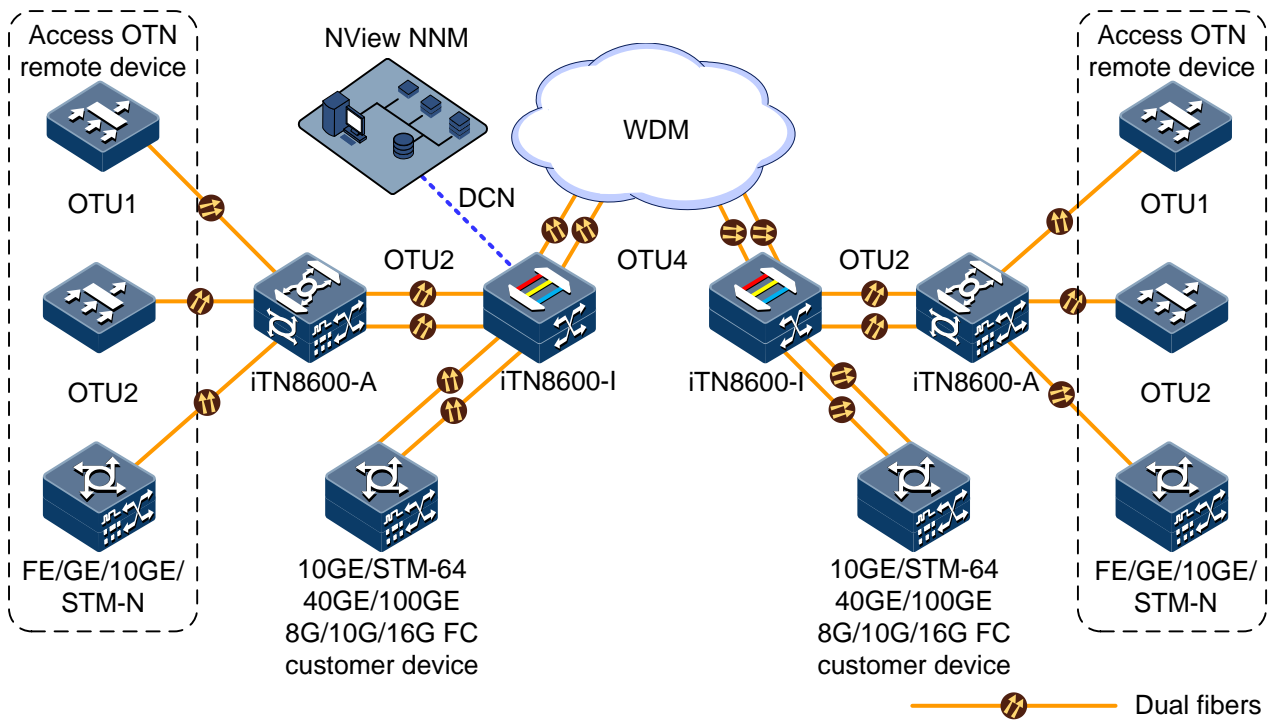 Access OTN
remote device
NView NNM
WDM
Access OTN
remote device
OTU1
DCN
OTU1
OTU2
OTU4
OTU2
OTU2
iTN8600-A
iTN8600-I
iTN8600-I
iTN8600-A
OTU2
FE/GE/10GE/
STM-N
10GE/STM-64
40GE/100GE
8G/10G/16G FC
customer device
10GE/STM-64
40GE/100GE
8G/10G/16G FC
customer device
FE/GE/10GE/
STM-N
Dual fibers